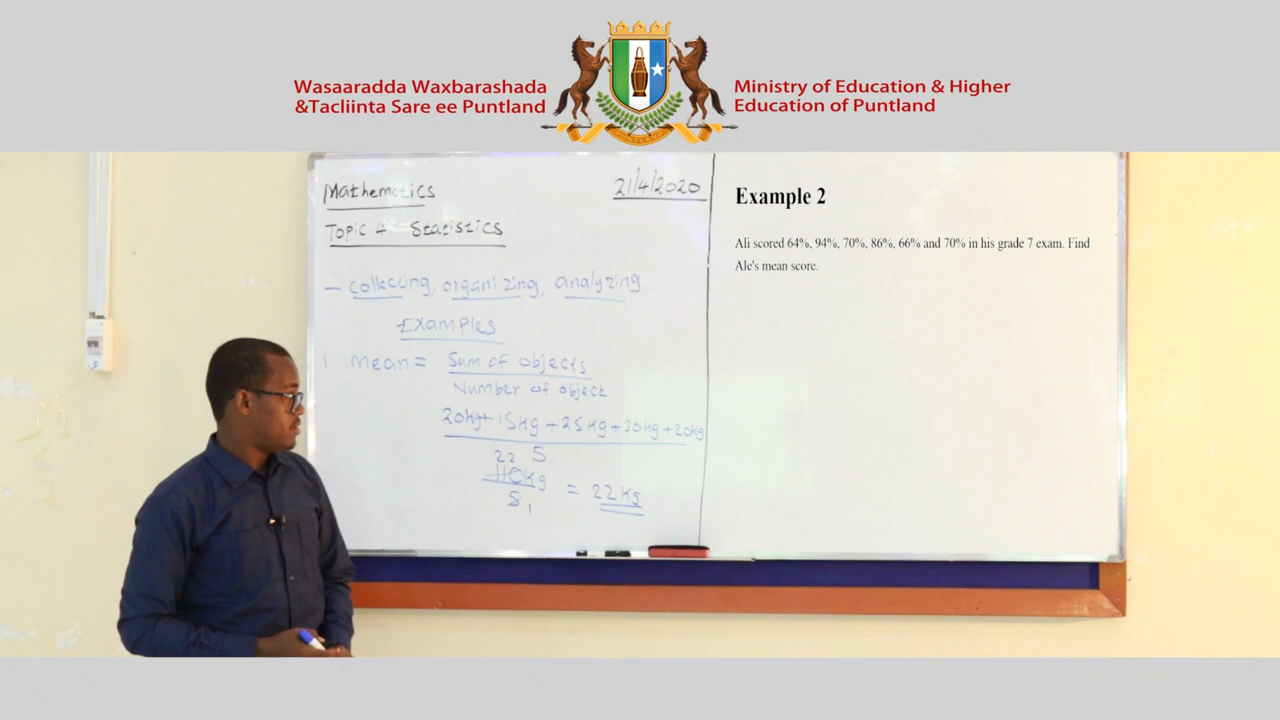 Wasaaradda Waxbarashada
&Tacliinta Sare ee Puntland
Ministry of Education & Higher
Education of Puntland
Mathematics
21/4/2020
Topic 4 Statistics
– collecting, organizing, analyzing
Examples
1 mean = Sum of objects
Number of object
20kg+15kg+25kg+30kg+20kg
5
22
110kg
5 1
= 22kg
Example 2
Ali scored 64%, 94%, 70%, 86%, 66% and 70% in his grade 7 exam. Find
Ale's mean score.